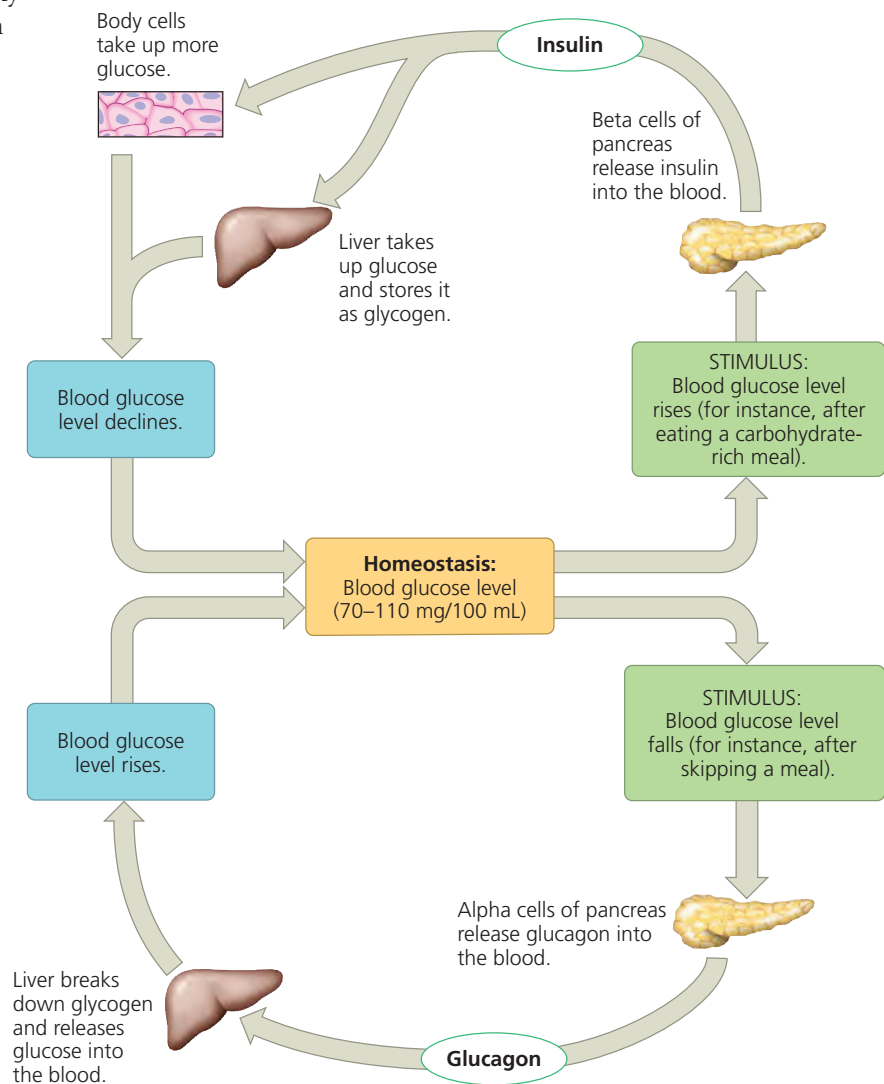 Body cells
take up more
glucose.
Insulin
Beta cells of
pancreas
release insulin
into the blood.
Liver takes
up glucose
and stores it
as glycogen.
STIMULUS:
Blood glucose level
rises (for instance, after
eating a carbohydrate-
rich meal).
Blood glucose
level declines.
Homeostasis:
Blood glucose level
(70–110 mg/100 mL)
STIMULUS:
Blood glucose level
falls (for instance, after
skipping a meal).
Blood glucose
level rises.
Alpha cells of pancreas
release glucagon into
the blood.
Liver breaks
down glycogen
and releases
glucose into
the blood.
Glucagon